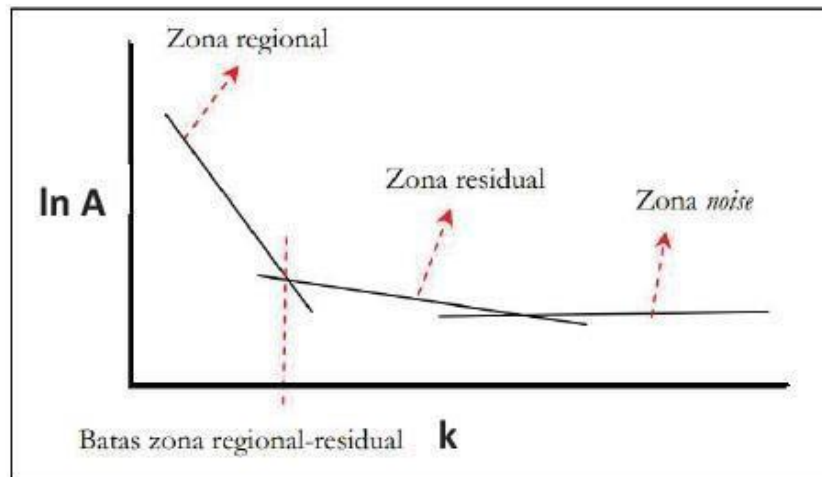 Zona regional
Zona residual
Zona noise
ln A
Batas zona regional-residual k